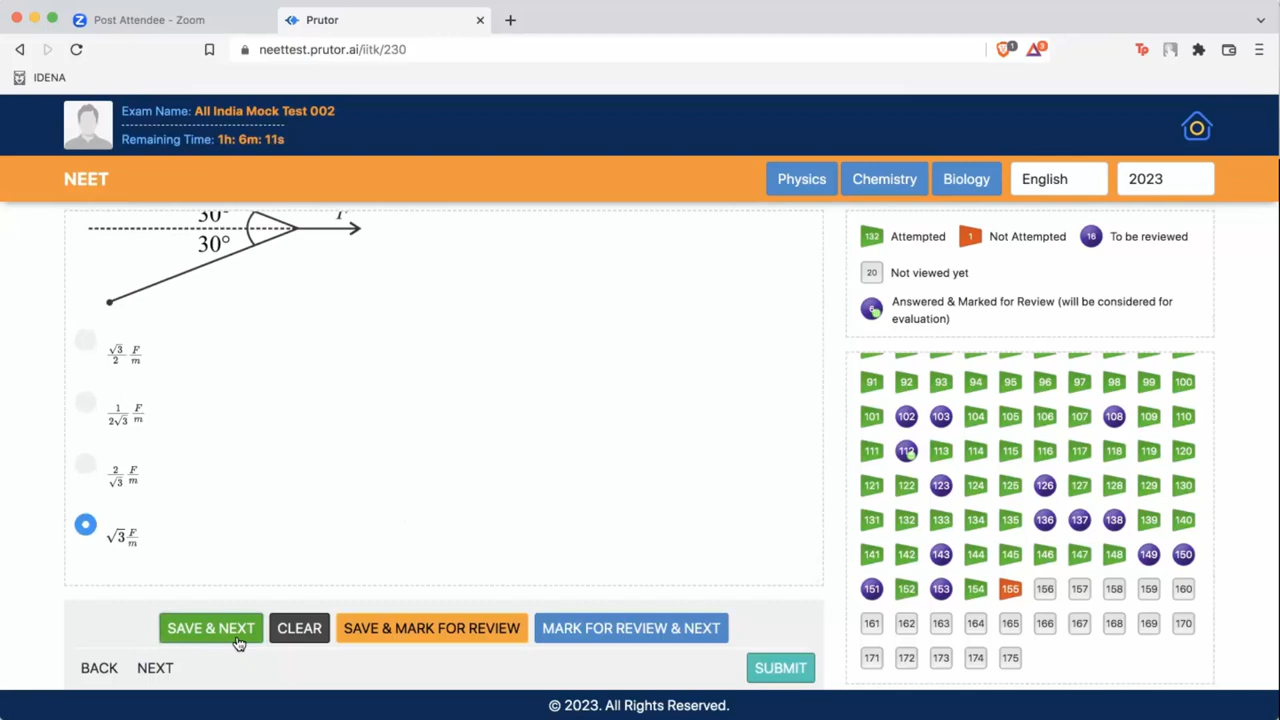 Post Attendee - Zoom
Prutor
neettest.prutor.ai/iitk/230
1
3
Tp
IDENA
Exam Name: All India Mock Test 002
Remaining Time: 1h: 6m: 11s
NEET
Physics
Chemistry
Biology
English
2023
30°
F
30°
√3/2 F/m
1/2√3 F/m
2/√3 F/m
√3 F/m
132 Attempted
1 Not Attempted
16 To be reviewed
20 Not viewed yet
6 Answered & Marked for Review (will be considered for
evaluation)
91 92 93 94 95 96 97 98 99 100
101 102 103 104 105 106 107 108 109 110
111 112 113 114 115 116 117 118 119 120
121 122 123 124 125 126 127 128 129 130
131 132 133 134 135 136 137 138 139 140
141 142 143 144 145 146 147 148 149 150
151 152 153 154 155 156 157 158 159 160
161 162 163 164 165 166 167 168 169 170
171 172 173 174 175
SAVE & NEXT
CLEAR
SAVE & MARK FOR REVIEW
MARK FOR REVIEW & NEXT
BACK
NEXT
SUBMIT
© 2023. All Rights Reserved.